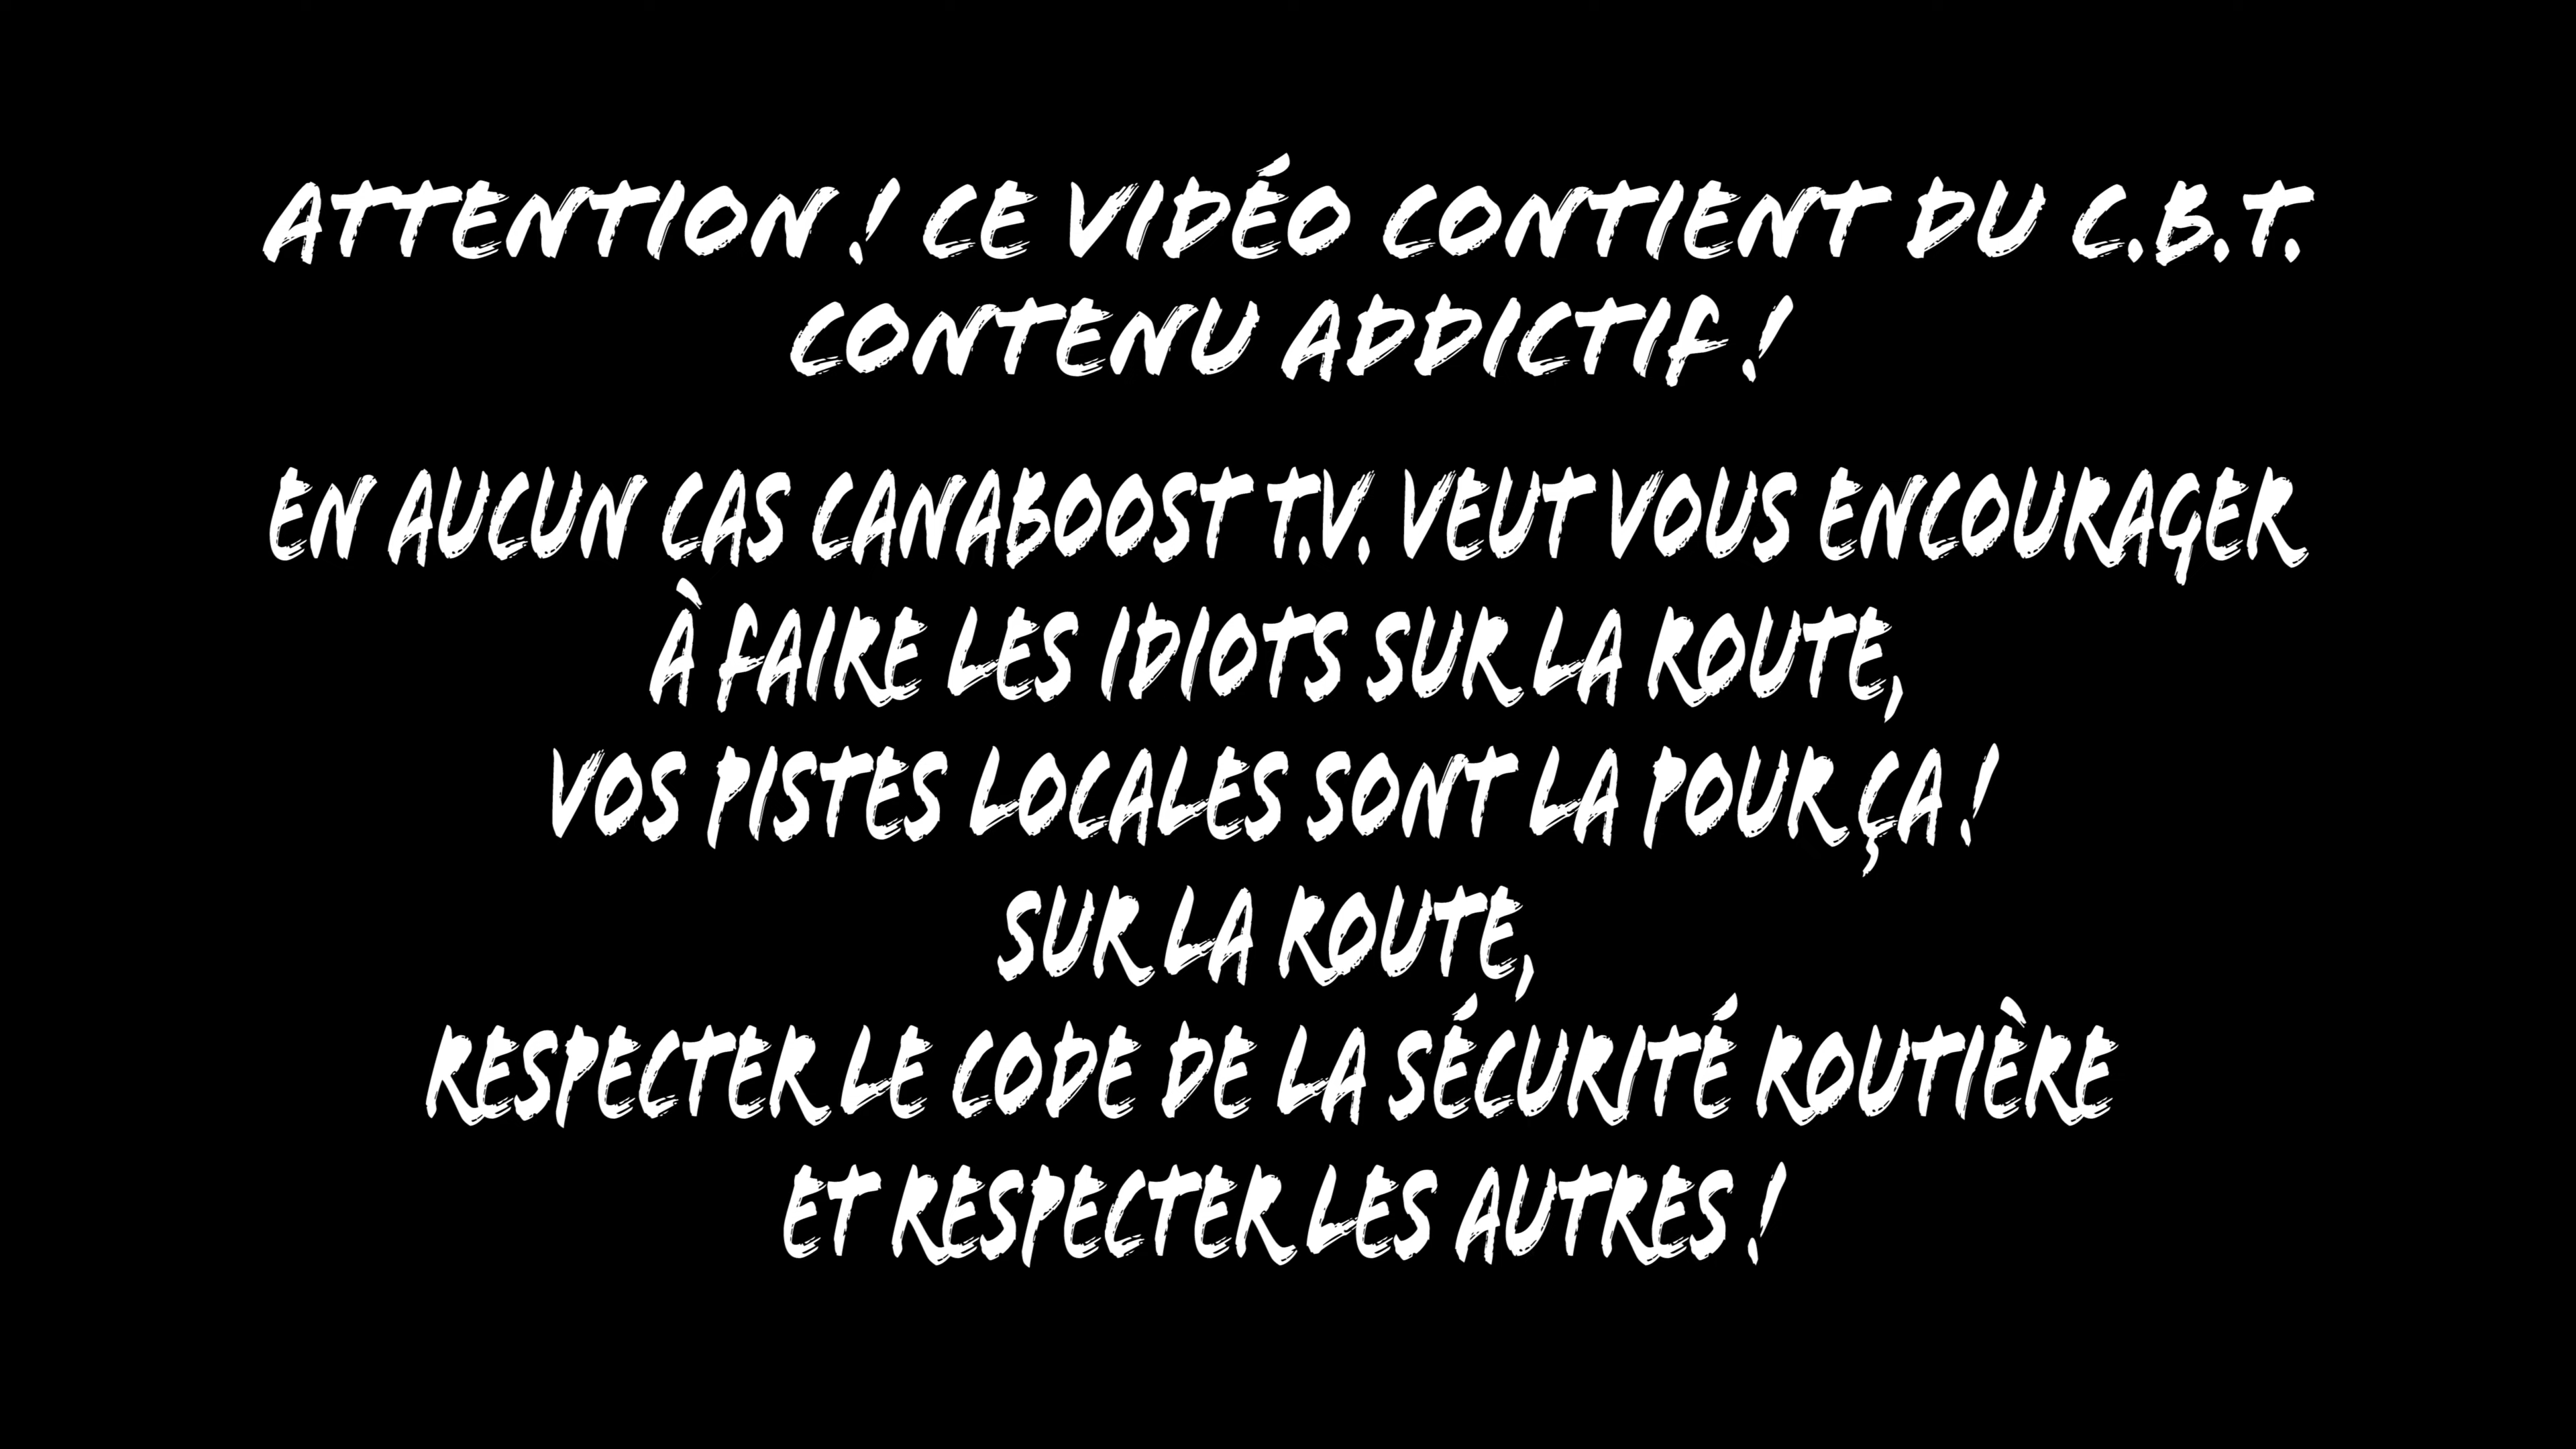 ATTENTION ! CE VIDÉO CONTIENT DU C.B.T.
CONTENU ADDICTIF !
EN AUCUN CAS CANABOOST T.V. VEUT VOUS ENCOURAGER
À FAIRE LES IDIOTS SUR LA ROUTE,
VOS PISTES LOCALES SONT LA POUR ÇA !
SUR LA ROUTE,
RESPECTER LE CODE DE LA SÉCURITÉ ROUTIÈRE
ET RESPECTER LES AUTRES !